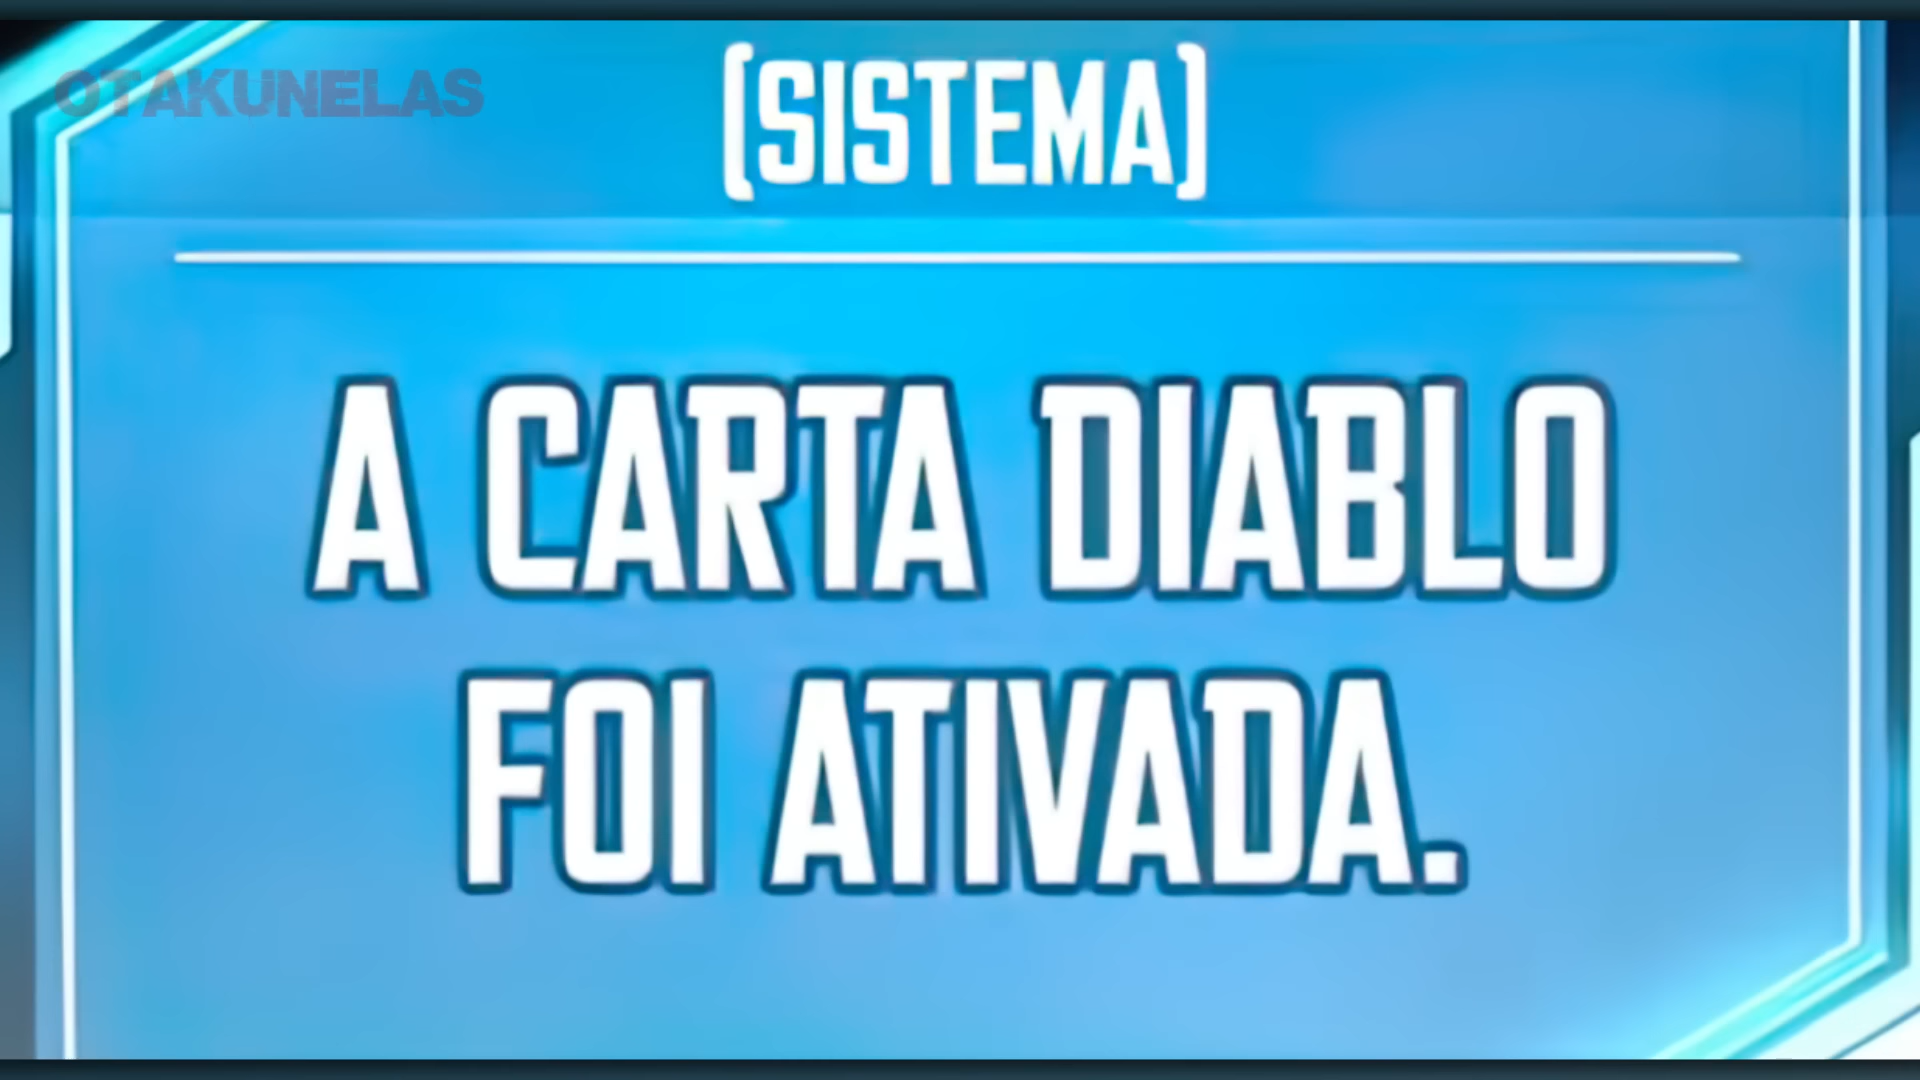 OTAKUNELAS
[SISTEMA]
A CARTA DIABLO
FOI ATIVADA.